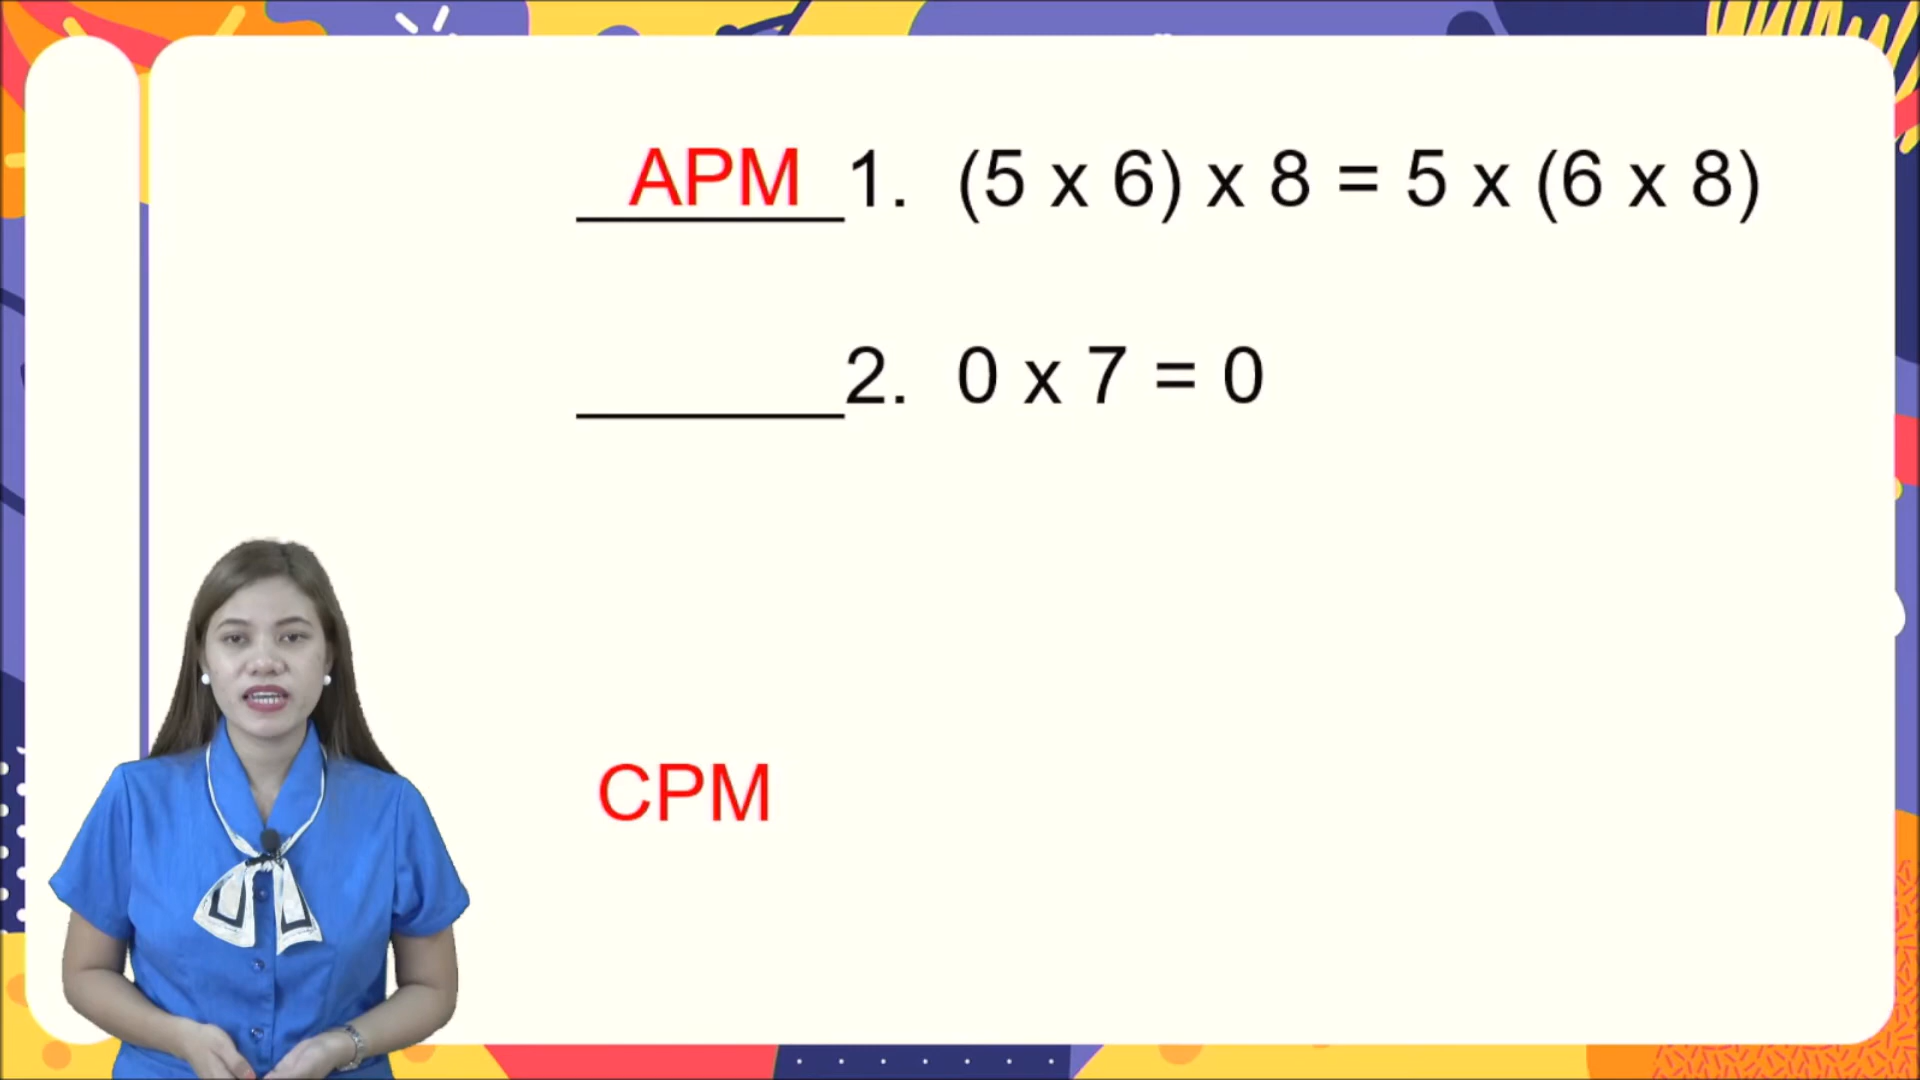 APM 1. (5 x 6) x 8 = 5 x (6 x 8)
2. 0 x 7 = 0
CPM